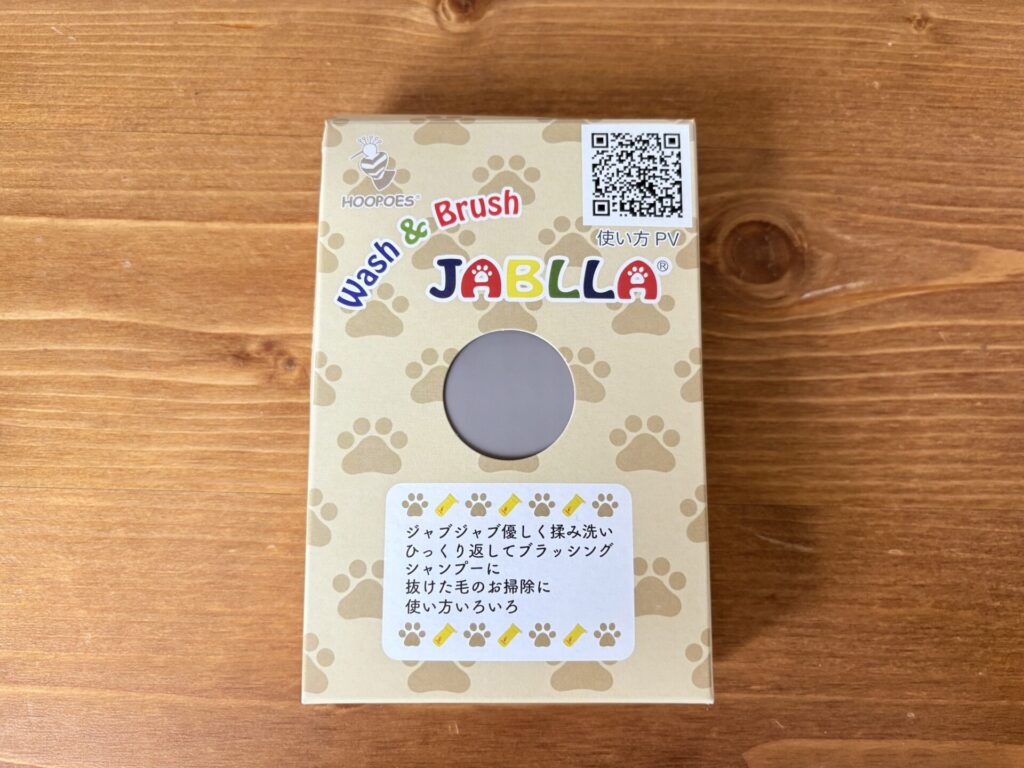 HOOPOES®
使い方 PV
Wash & Brush
JABLLA®
ジャブジャブ優しく揉み洗い
ひっくり返してブラッシング
シャンプーに
抜けた毛のお掃除に
使い方いろいろ